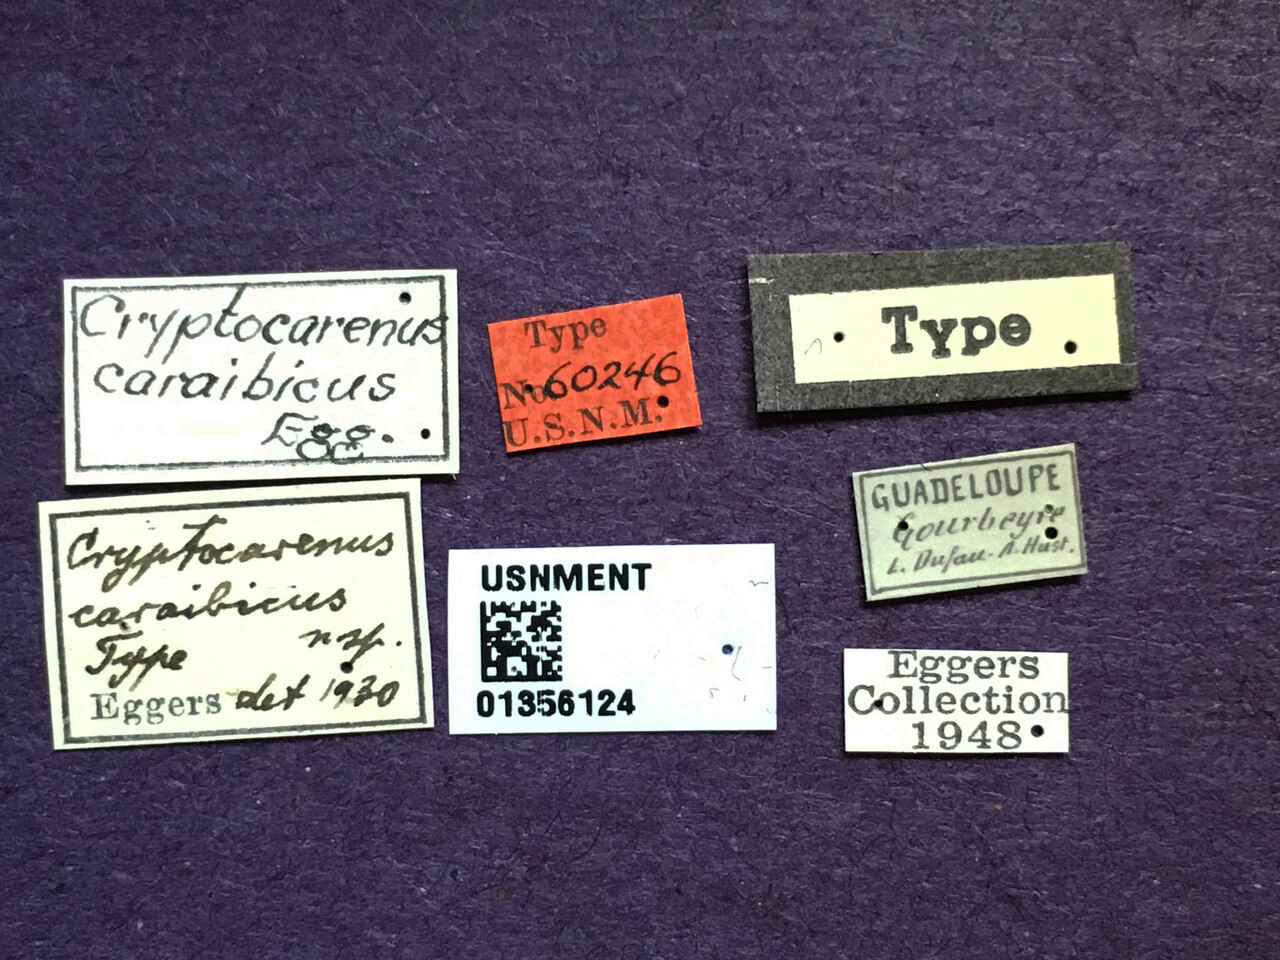 Cryptocarenus
caraibicus
Egg.
Type
No. 60246
U.S.N.M.
Type
Cryptocarenus
caraibicus
n. sp.
Type
Eggers det 1930
USNMENT
01356124
GUADELOUPE
Gourbeyre
L. Dufau - A. Hust.
Eggers
Collection
1948